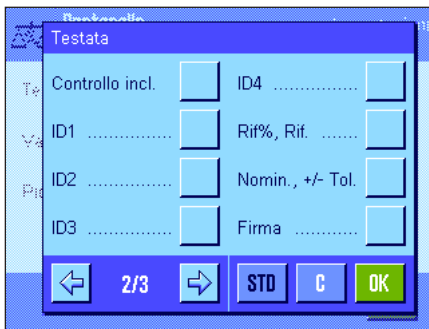 Testata
Controllo incl.
ID4 ................
Rif%, Rif. .......
ID1 ................
ID2 ................
Nomin., +/- Tol.
ID3 ................
Firma ............
2/3
STD
C
OK